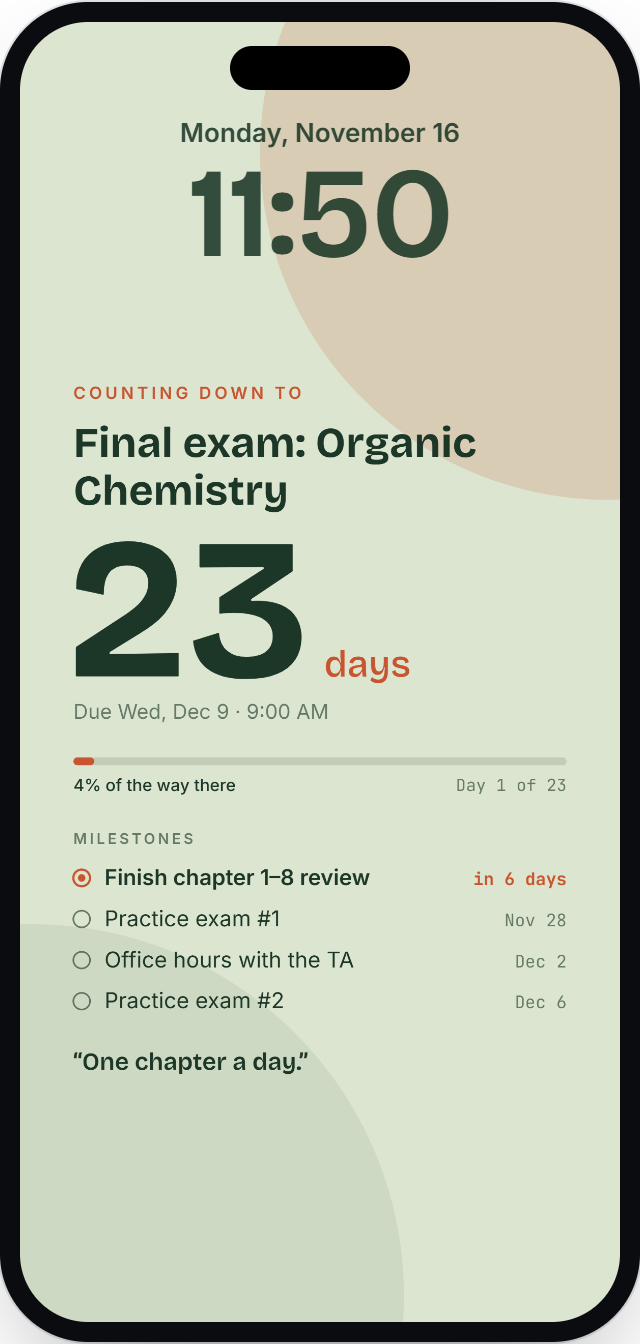 Monday, November 16
11:50
COUNTING DOWN TO
Final exam: Organic
Chemistry
23 days
Due Wed, Dec 9 · 9:00 AM
4% of the way there Day 1 of 23
MILESTONES
Finish chapter 1–8 review in 6 days
Practice exam #1 Nov 28
Office hours with the TA Dec 2
Practice exam #2 Dec 6
“One chapter a day.”